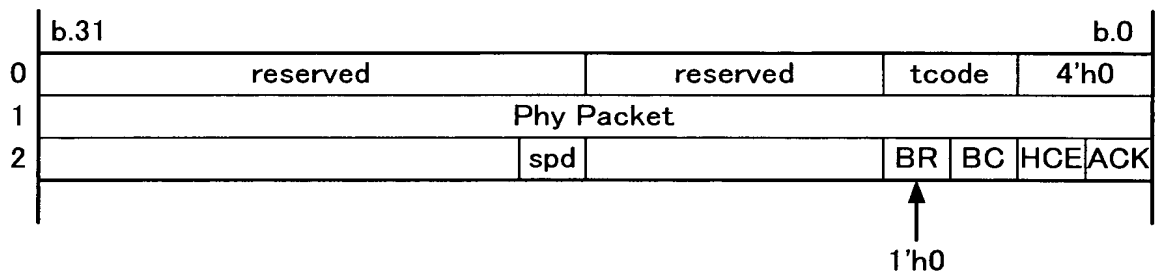 b.31 b.0
0 reserved reserved tcode 4'h0
1 Phy Packet
2 spd BR BC HCE ACK
1'h0